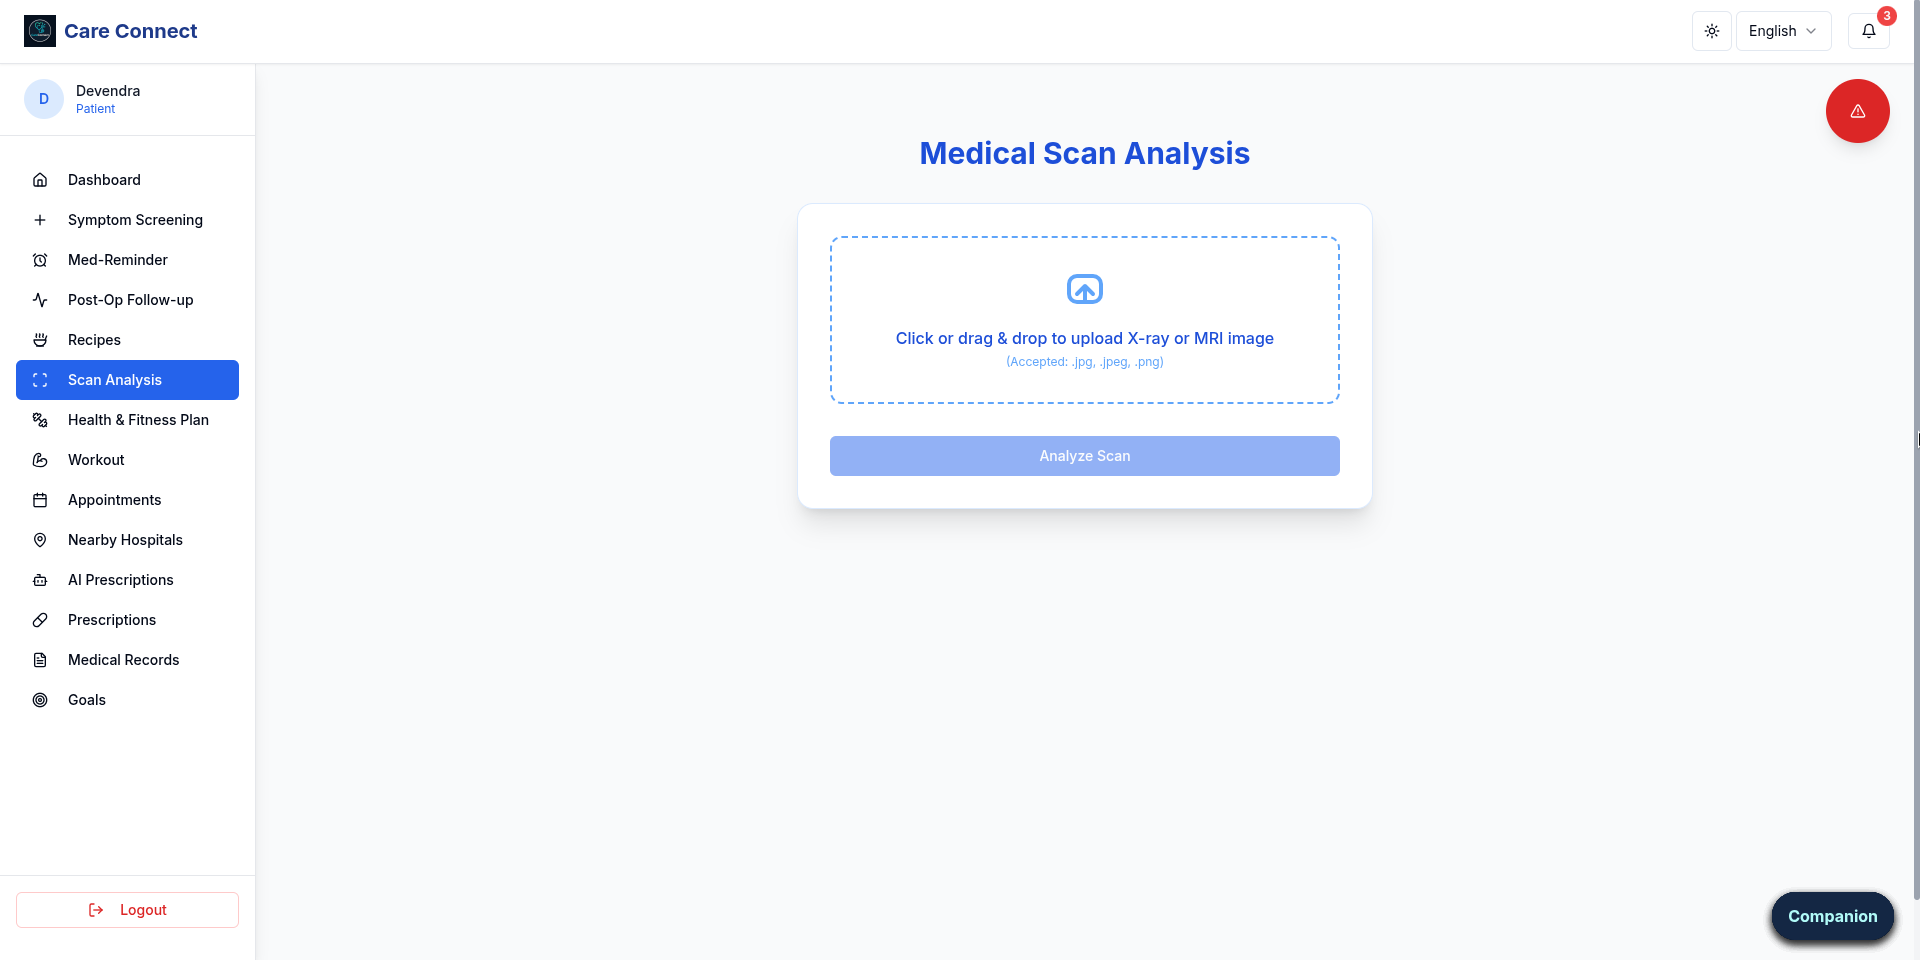 Care Connect
English
3
D
Devendra
Patient
Dashboard
Symptom Screening
Med-Reminder
Post-Op Follow-up
Recipes
Scan Analysis
Health & Fitness Plan
Workout
Appointments
Nearby Hospitals
AI Prescriptions
Prescriptions
Medical Records
Goals
Logout
Medical Scan Analysis
Click or drag & drop to upload X-ray or MRI image
(Accepted: .jpg, .jpeg, .png)
Analyze Scan
Companion